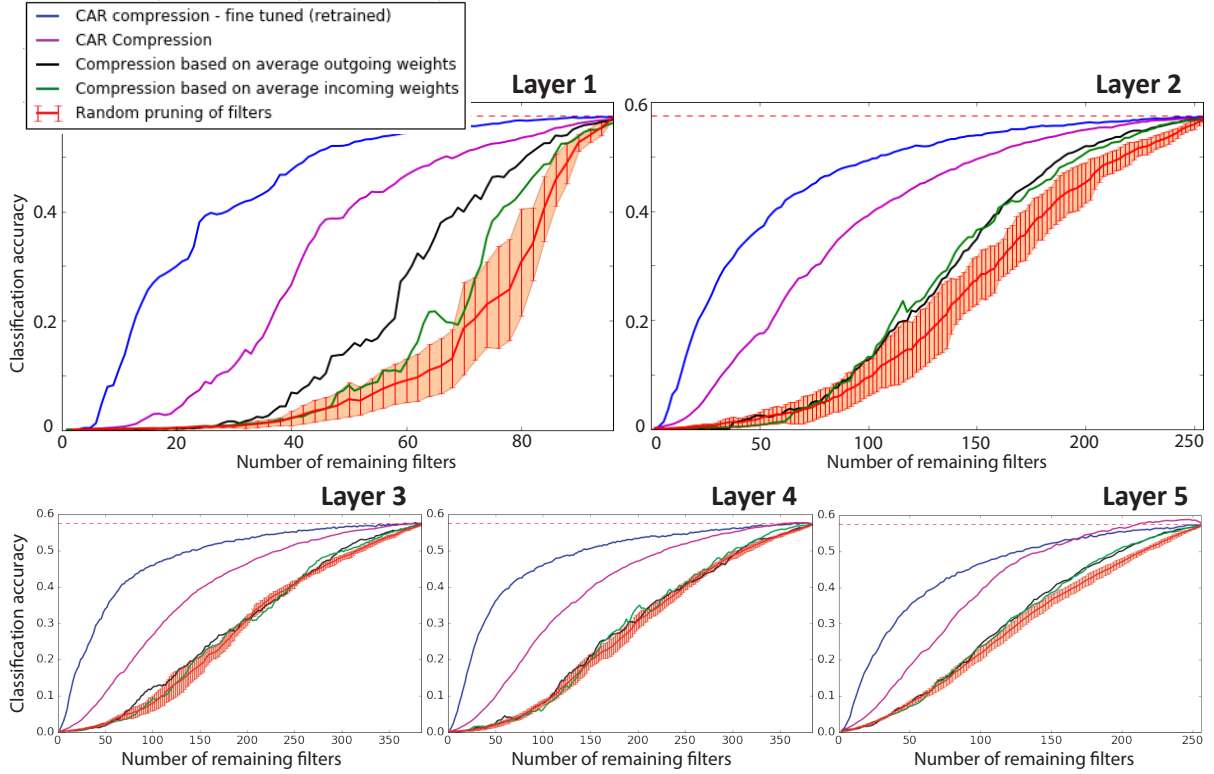 CAR compression - fine tuned (retrained)
CAR Compression
Compression based on average outgoing weights
Compression based on average incoming weights
Random pruning of filters
Layer 1
Classification accuracy
0.4
0.2
0
0 20 40 60 80
Number of remaining filters
Layer 2
0.6
0.4
0.2
0
0 50 100 150 200 250
Number of remaining filters
Layer 3
Classification accuracy
0.6
0.5
0.4
0.3
0.2
0.1
0.0
0 50 100 150 200 250 300 350
Number of remaining filters
Layer 4
0.6
0.5
0.4
0.3
0.2
0.1
0.0
0 50 100 150 200 250 300 350
Number of remaining filters
Layer 5
0.6
0.5
0.4
0.3
0.2
0.1
0.0
0 50 100 150 200 250
Number of remaining filters